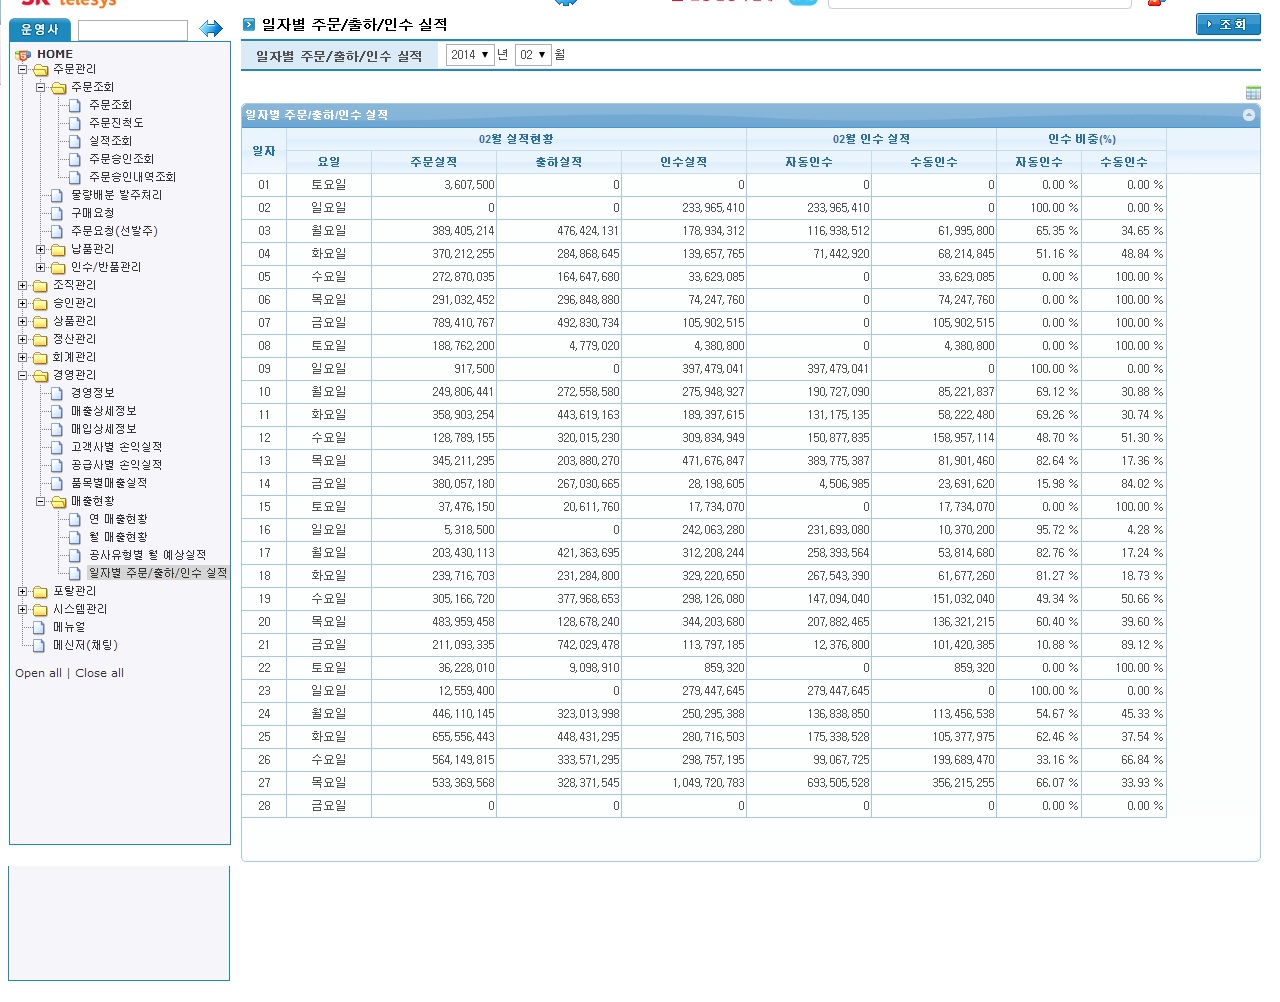 SK telesys
운영사
일자별 주문/출하/인수 실적
조 회
일자별 주문/출하/인수 실적 2014 ▼ 년 02 ▼ 월
HOME
주문관리
주문조회
주문조회
주문진척도
실적조회
주문승인조회
주문승인내역조회
물량배분 발주처리
구매요청
주문요청(선발주)
납품관리
인수/반품관리
조직관리
승인관리
상품관리
정산관리
회계관리
경영관리
경영정보
매출상세정보
매입상세정보
고객사별 손익실적
공급사별 손익실적
품목별매출실적
매출현황
연 매출현황
월 매출현황
공사유형별 월 예상실적
일자별 주문/출하/인수 실적
포탈관리
시스템관리
메뉴얼
메신저(채팅)
Open all | Close all
일자별 주문/출하/인수 실적
일자 02월 실적현황 02월 인수 실적 인수 비중(%)
요일 주문실적 출하실적 인수실적 자동인수 수동인수 자동인수 수동인수
01 토요일 3,607,500 0 0 0 0 0.00 % 0.00 %
02 일요일 0 0 233,965,410 233,965,410 0 100.00 % 0.00 %
03 월요일 389,405,214 476,424,131 178,934,312 116,938,512 61,995,800 65.35 % 34.65 %
04 화요일 370,212,255 284,868,645 139,657,765 71,442,920 68,214,845 51.16 % 48.84 %
05 수요일 272,870,035 164,647,680 33,629,085 0 33,629,085 0.00 % 100.00 %
06 목요일 291,032,452 296,848,880 74,247,760 0 74,247,760 0.00 % 100.00 %
07 금요일 789,410,767 492,830,734 105,902,515 0 105,902,515 0.00 % 100.00 %
08 토요일 188,762,200 4,779,020 4,380,800 0 4,380,800 0.00 % 100.00 %
09 일요일 917,500 0 397,479,041 397,479,041 0 100.00 % 0.00 %
10 월요일 249,806,441 272,558,580 275,948,927 190,727,090 85,221,837 69.12 % 30.88 %
11 화요일 358,903,254 443,619,163 189,397,615 131,175,135 58,222,480 69.26 % 30.74 %
12 수요일 128,789,155 320,015,230 309,834,949 150,877,835 158,957,114 48.70 % 51.30 %
13 목요일 345,211,295 203,880,270 471,676,847 389,775,387 81,901,460 82.64 % 17.36 %
14 금요일 380,057,180 267,030,665 28,198,605 4,506,985 23,691,620 15.98 % 84.02 %
15 토요일 37,476,150 20,611,760 17,734,070 0 17,734,070 0.00 % 100.00 %
16 일요일 5,318,500 0 242,063,280 231,693,080 10,370,200 95.72 % 4.28 %
17 월요일 203,430,113 421,363,695 312,208,244 258,393,564 53,814,680 82.76 % 17.24 %
18 화요일 239,716,703 231,284,800 329,220,650 267,543,390 61,677,260 81.27 % 18.73 %
19 수요일 305,166,720 377,968,653 298,126,080 147,094,040 151,032,040 49.34 % 50.66 %
20 목요일 483,959,458 128,678,240 344,203,680 207,882,465 136,321,215 60.40 % 39.60 %
21 금요일 211,093,335 742,029,478 113,797,185 12,376,800 101,420,385 10.88 % 89.12 %
22 토요일 36,228,010 9,098,910 859,320 0 859,320 0.00 % 100.00 %
23 일요일 12,559,400 0 279,447,645 279,447,645 0 100.00 % 0.00 %
24 월요일 446,110,145 323,013,998 250,295,388 136,838,850 113,456,538 54.67 % 45.33 %
25 화요일 655,556,443 448,431,295 280,716,503 175,338,528 105,377,975 62.46 % 37.54 %
26 수요일 564,149,815 333,571,295 298,757,195 99,067,725 199,689,470 33.16 % 66.84 %
27 목요일 533,369,568 328,371,545 1,049,720,783 693,505,528 356,215,255 66.07 % 33.93 %
28 금요일 0 0 0 0 0 0.00 % 0.00 %